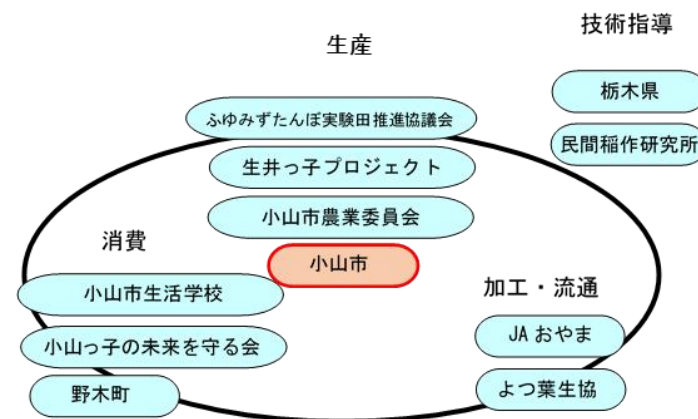 技術指導
生産
栃木県
ふゆみずたんぼ実験田推進協議会
民間稲作研究所
生井っ子プロジェクト
小山市農業委員会
消費
小山市
加工・流通
小山市生活学校
JA おやま
小山っ子の未来を守る会
よつ葉生協
野木町